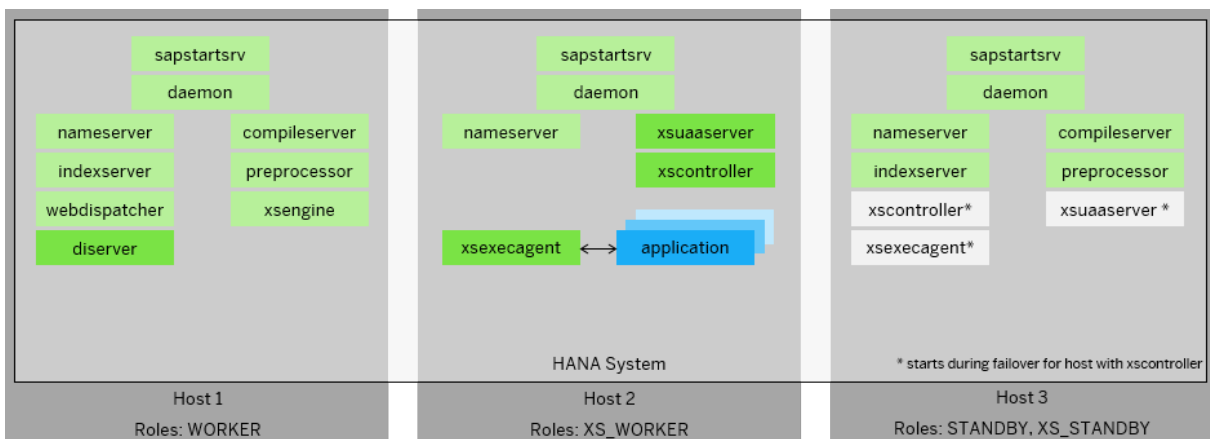 sapstartsrv
daemon
nameserver
compileserver
indexserver
preprocessor
webdispatcher
xsengine
diserver
sapstartsrv
daemon
nameserver
xsuaaserver
xscontroller
xsexecagent
application
sapstartsrv
daemon
nameserver
compileserver
indexserver
preprocessor
xscontroller*
xsuaaserver *
xsexecagent*
HANA System
* starts during failover for host with xscontroller
Host 1
Roles: WORKER
Host 2
Roles: XS_WORKER
Host 3
Roles: STANDBY, XS_STANDBY